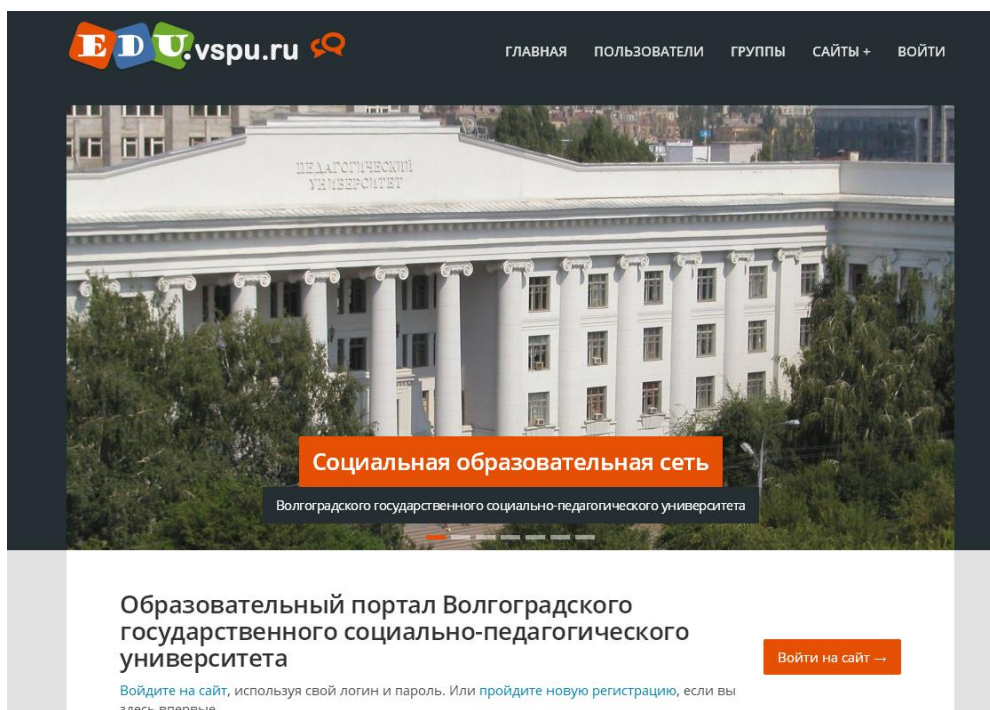 EDU.vspu.ru
ГЛАВНАЯ ПОЛЬЗОВАТЕЛИ ГРУППЫ САЙТЫ + ВОЙТИ
ПЕДАГОГИЧЕСКИЙ
УНИВЕРСИТЕТ
Социальная образовательная сеть
Волгоградского государственного социально-педагогического университета
Образовательный портал Волгоградского
государственного социально-педагогического
университета
Войти на сайт →
Войдите на сайт, используя свой логин и пароль. Или пройдите новую регистрацию, если вы
здесь впервые